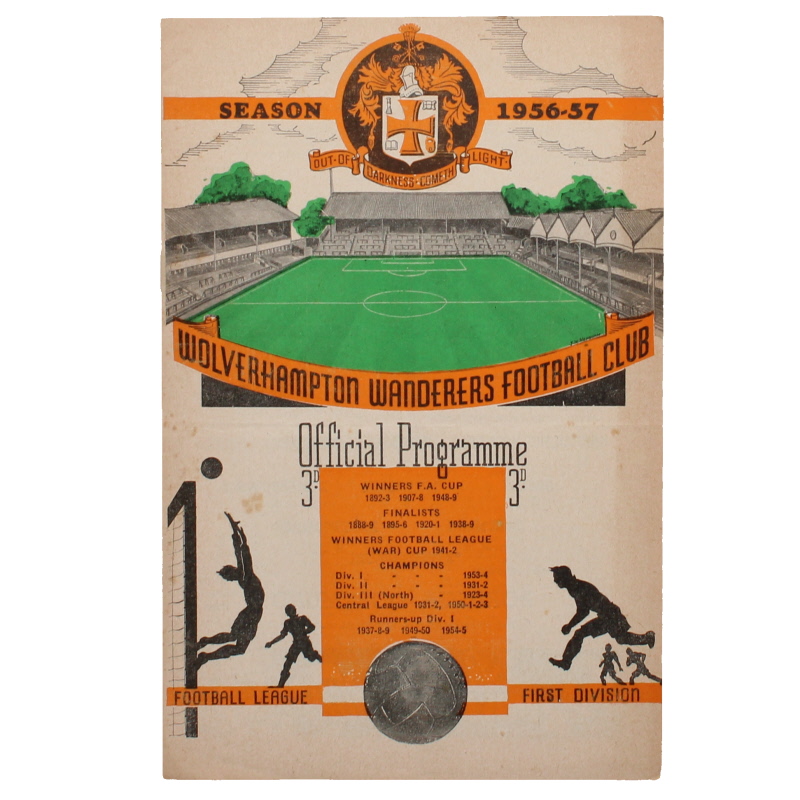 SEASON 1956-57
OUT·OF· DARKNESS·COMETH ·LIGHT·
WOLVERHAMPTON WANDERERS FOOTBALL CLUB
Official Programme
3D. 3D.
WINNERS F.A. CUP
1892-3 1907-8 1948-9
FINALISTS
1888-9 1895-6 1920-1 1938-9
WINNERS FOOTBALL LEAGUE
(WAR) CUP 1941-2
CHAMPIONS
Div. I - - - 1953-4
Div. II - - - 1931-2
Div. III (North) - 1923-4
Central League 1931-2, 1950-1-2-3
Runners-up Div. I
1937-8-9 1949-50 1954-5
FOOTBALL LEAGUE FIRST DIVISION